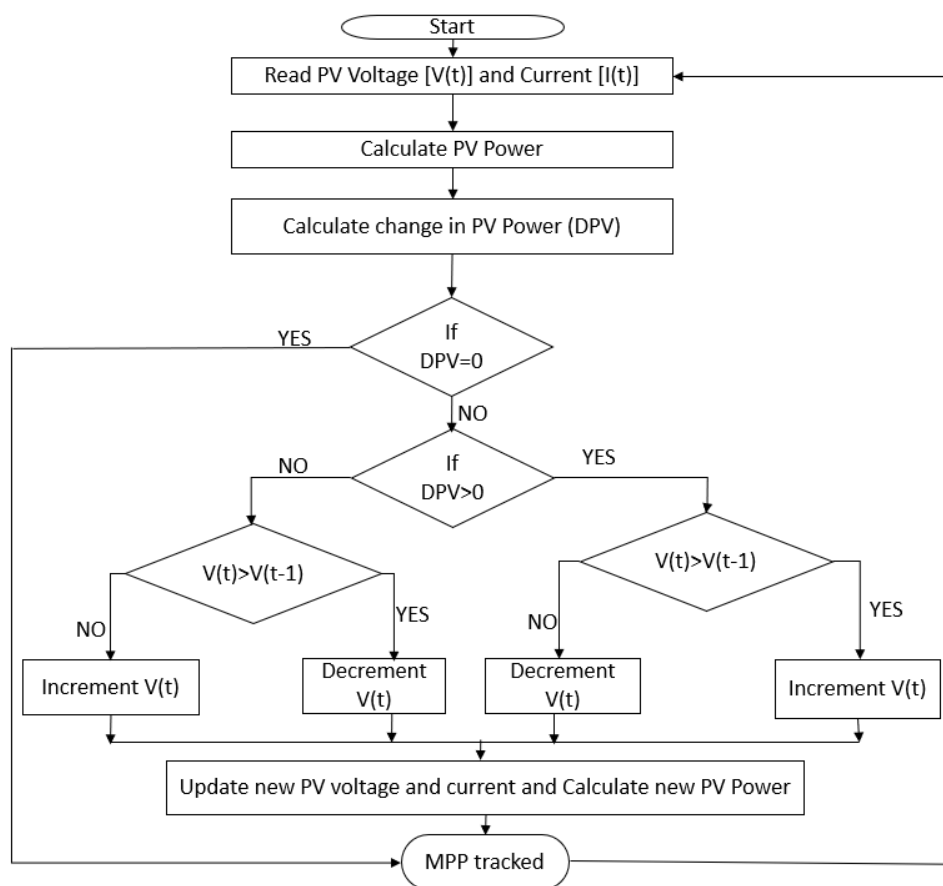 Start
Read PV Voltage [V(t)] and Current [I(t)]
Calculate PV Power
Calculate change in PV Power (DPV)
YES
If
DPV=0
NO
NO
If
DPV>0
YES
V(t)>V(t-1)
V(t)>V(t-1)
NO
YES
NO
YES
Increment V(t)
Decrement
V(t)
Decrement
V(t)
Increment V(t)
Update new PV voltage and current and Calculate new PV Power
MPP tracked